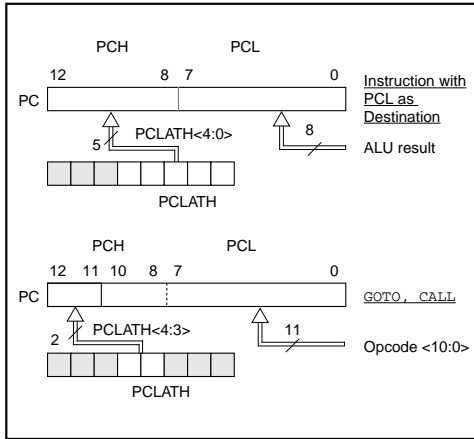 PCH PCL
12 8 7 0
PC
Instruction with
PCL as
Destination
5 PCLATH<4:0> 8
ALU result
PCLATH
PCH PCL
12 11 10 8 7 0
PC
GOTO, CALL
2 PCLATH<4:3> 11
Opcode <10:0>
PCLATH